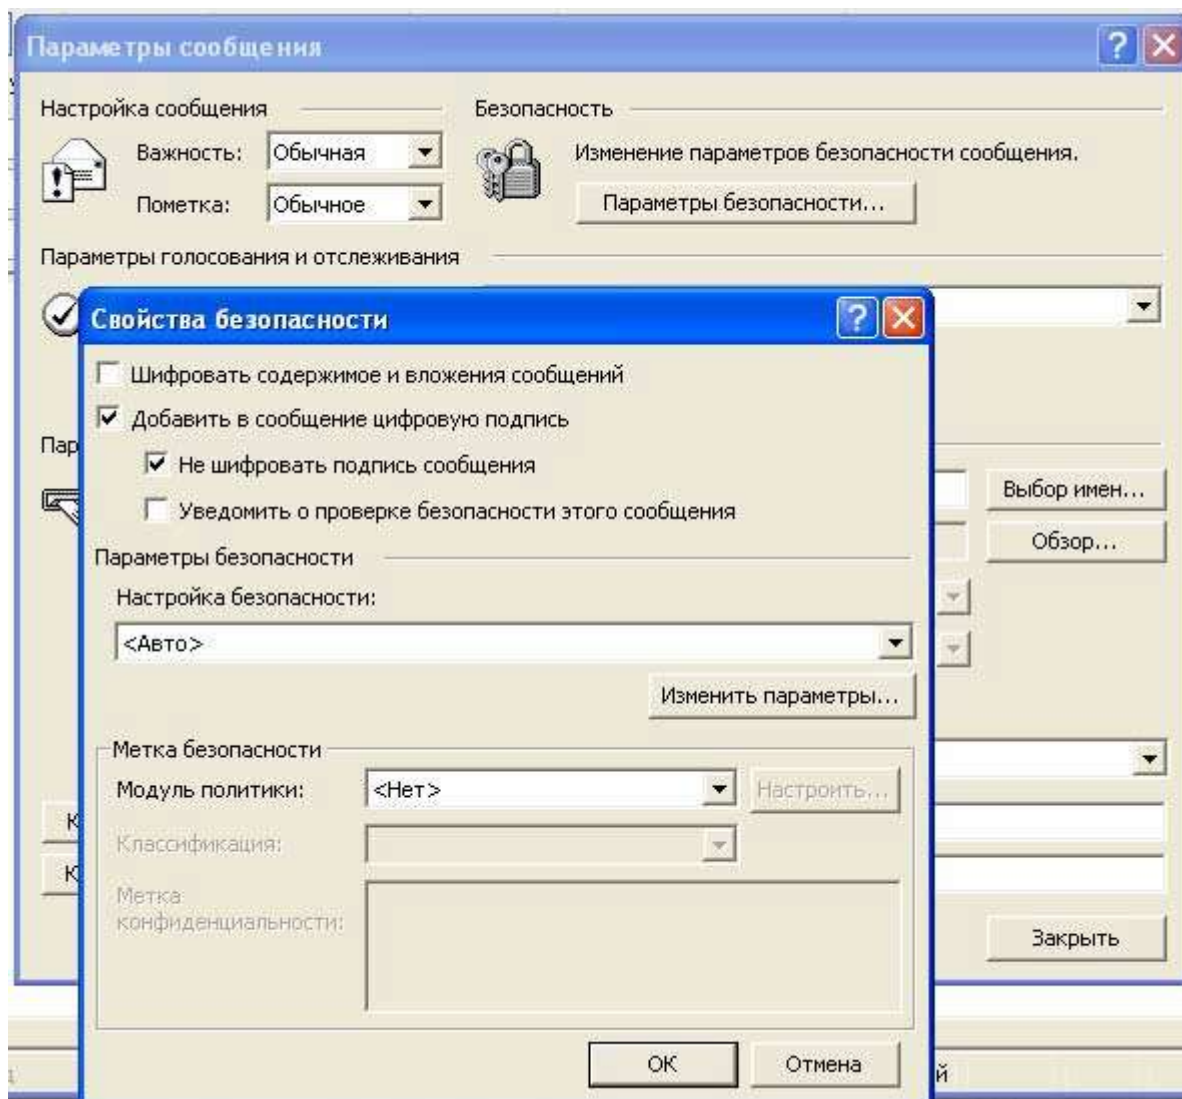 Параметры сообщения
Настройка сообщения
Безопасность
Важность: Обычная
Изменение параметров безопасности сообщения.
Пометка: Обычное
Параметры безопасности...
Параметры голосования и отслеживания
Свойства безопасности
Шифровать содержимое и вложения сообщений
Добавить в сообщение цифровую подпись
Пар
Не шифровать подпись сообщения
Выбор имен...
Уведомить о проверке безопасности этого сообщения
Обзор...
Параметры безопасности
Настройка безопасности:
<Авто>
Изменить параметры...
Метка безопасности
Модуль политики: <Нет> Настроить...
К
Классификация:
К
Метка
конфиденциальности:
Закрыть
ОК Отмена
й